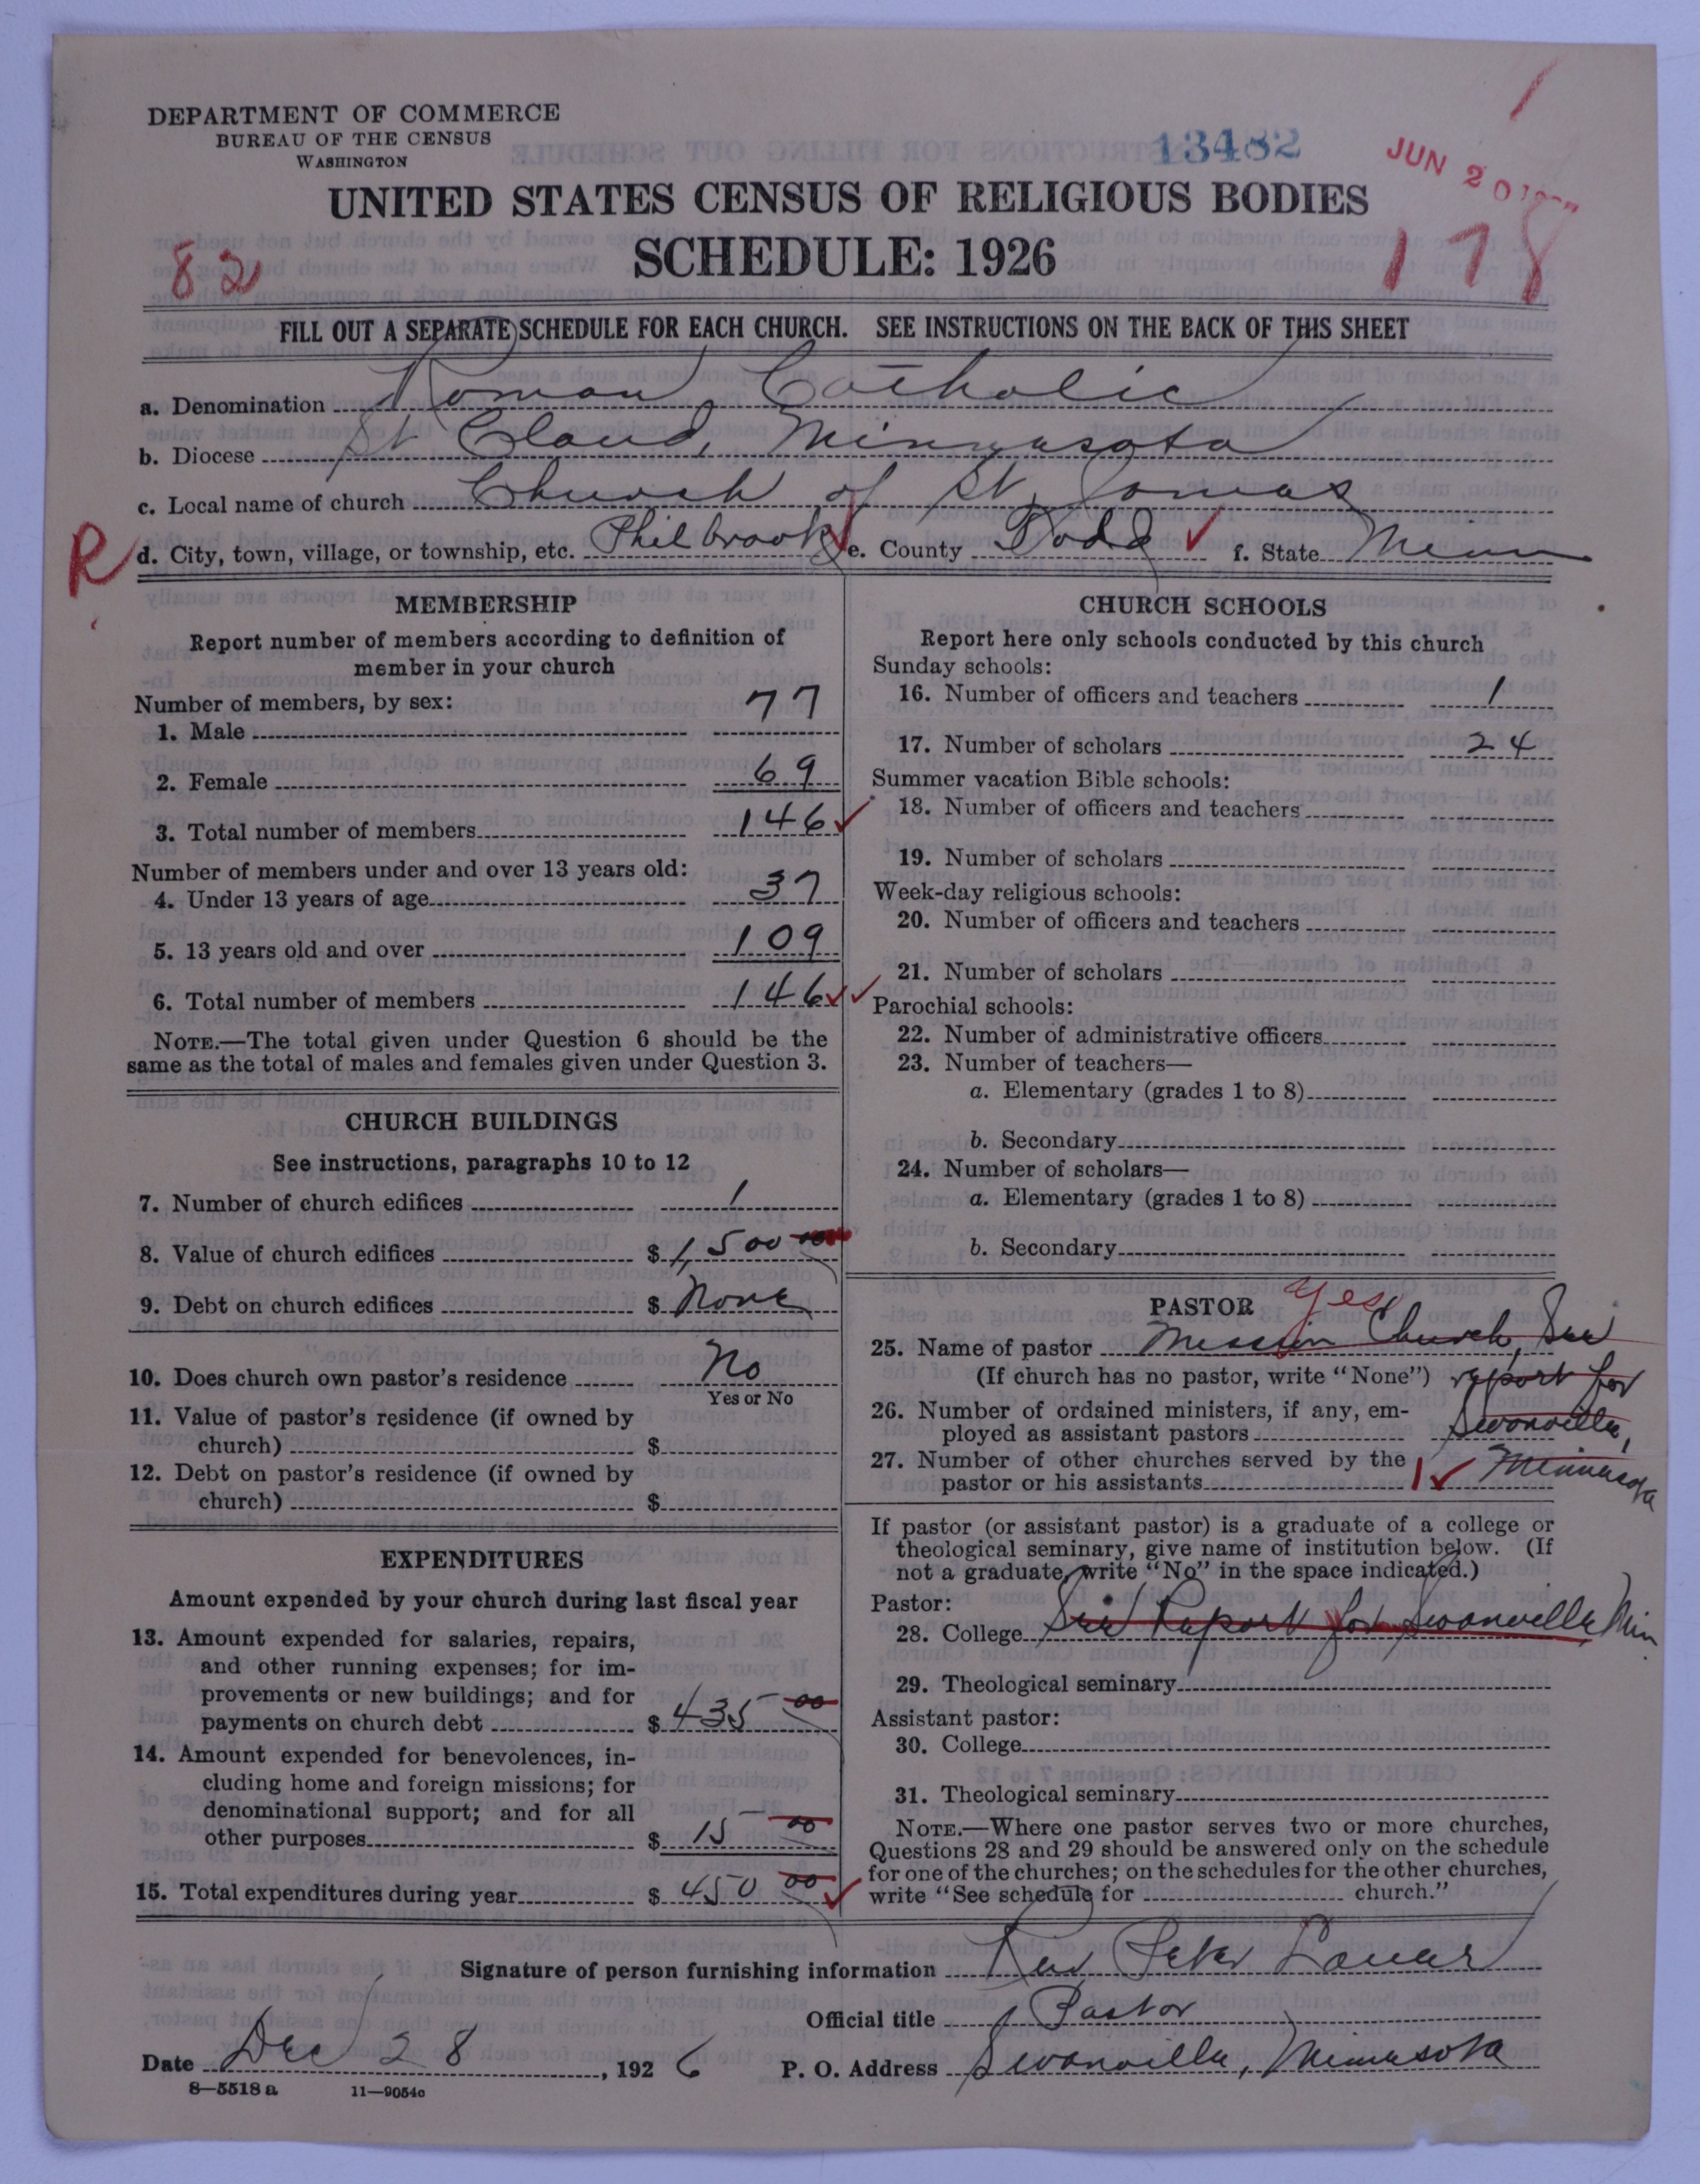 DEPARTMENT OF COMMERCE
BUREAU OF THE CENSUS
WASHINGTON
13482
JUN 20
UNITED STATES CENSUS OF RELIGIOUS BODIES
SCHEDULE: 1926
82
178
FILL OUT A SEPARATE SCHEDULE FOR EACH CHURCH. SEE INSTRUCTIONS ON THE BACK OF THIS SHEET
a. Denomination Roman Catholic
b. Diocese St Cloud, Minnasota
c. Local name of church Church of St.
R d. City, town, village, or township, etc. Philbrook e. County Todd f. State Minn
MEMBERSHIP
Report number of members according to definition of
member in your church
Number of members, by sex:
1. Male 77
2. Female 69
3. Total number of members 146
Number of members under and over 13 years old:
4. Under 13 years of age 37
5. 13 years old and over 109
6. Total number of members 146
NOTE.—The total given under Question 6 should be the
same as the total of males and females given under Question 3.
CHURCH BUILDINGS
See instructions, paragraphs 10 to 12
7. Number of church edifices 1
8. Value of church edifices $ 1,500 00
9. Debt on church edifices $ None
10. Does church own pastor's residence No
Yes or No
11. Value of pastor's residence (if owned by
church) $
12. Debt on pastor's residence (if owned by
church) $
EXPENDITURES
Amount expended by your church during last fiscal year
13. Amount expended for salaries, repairs,
and other running expenses; for im-
provements or new buildings; and for
payments on church debt $ 435 00
14. Amount expended for benevolences, in-
cluding home and foreign missions; for
denominational support; and for all
other purposes $ 15 00
15. Total expenditures during year $ 450 00
CHURCH SCHOOLS
Report here only schools conducted by this church
Sunday schools:
16. Number of officers and teachers 1
17. Number of scholars 24
Summer vacation Bible schools:
18. Number of officers and teachers
19. Number of scholars
Week-day religious schools:
20. Number of officers and teachers
21. Number of scholars
Parochial schools:
22. Number of administrative officers
23. Number of teachers—
a. Elementary (grades 1 to 8)
b. Secondary
24. Number of scholars—
a. Elementary (grades 1 to 8)
b. Secondary
PASTOR yes
25. Name of pastor Mission Church, See
(If church has no pastor, write "None") report for
26. Number of ordained ministers, if any, em-
ployed as assistant pastors Swanville,
27. Number of other churches served by the
pastor or his assistants 1 Minnesota
If pastor (or assistant pastor) is a graduate of a college or
theological seminary, give name of institution below. (If
not a graduate, write "No" in the space indicated.)
Pastor:
28. College See Report for Swanville, Min
29. Theological seminary
Assistant pastor:
30. College
31. Theological seminary
NOTE.—Where one pastor serves two or more churches,
Questions 28 and 29 should be answered only on the schedule
for one of the churches; on the schedules for the other churches,
write "See schedule for church."
Signature of person furnishing information Rev Peter
Official title Pastor
Date Dec 28, 1926 P. O. Address Swanville, Minnesota
8—5518 a 11—9054c